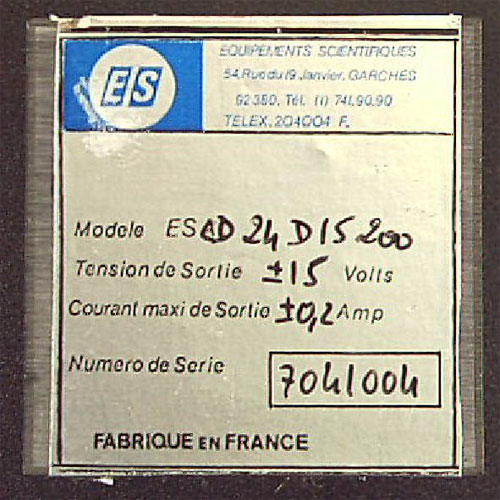 ES
EQUIPEMENTS SCIENTIFIQUES
54, Rue du 19 Janvier, GARCHES
92380, Tél. (1) 741.90.90
TELEX. 204004 F.
Modele ESAD 24 D15 200
Tension de Sortie ±15 Volts
Courant maxi de Sortie ±0,2 Amp
Numero de Serie 7041004
FABRIQUE EN FRANCE